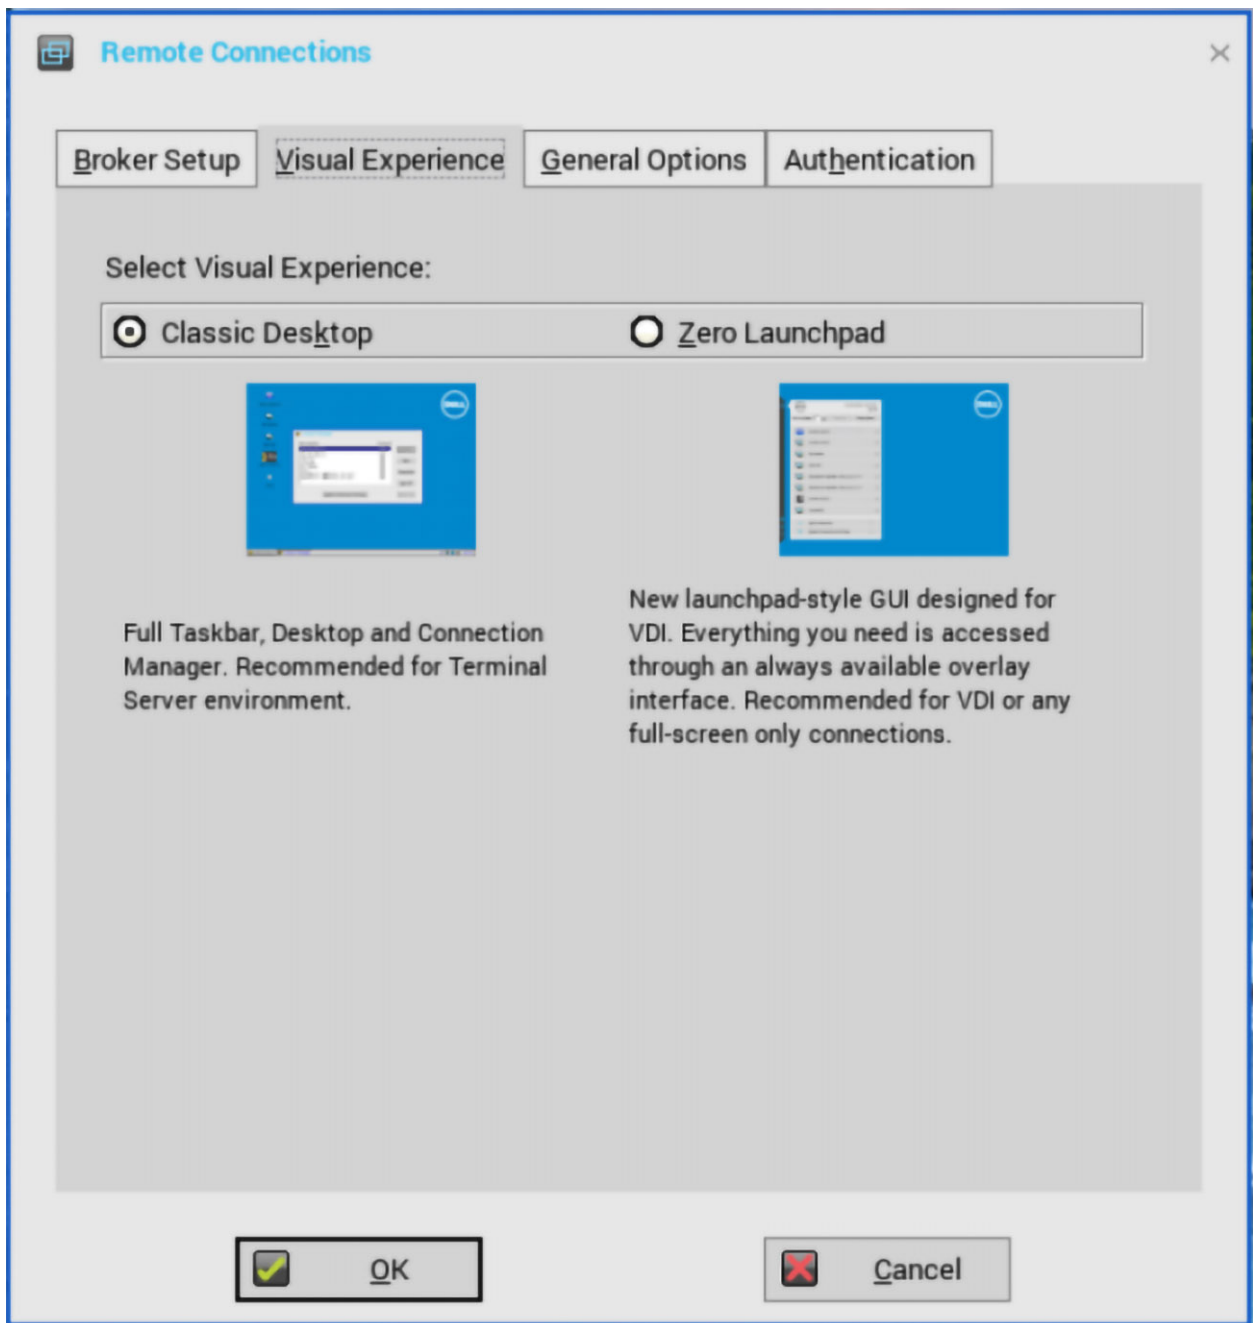 Remote Connections
Broker Setup
Visual Experience
General Options
Authentication
Select Visual Experience:
Classic Desktop
Zero Launchpad
DELL
DELL
Full Taskbar, Desktop and Connection
Manager. Recommended for Terminal
Server environment.
New launchpad-style GUI designed for
VDI. Everything you need is accessed
through an always available overlay
interface. Recommended for VDI or any
full-screen only connections.
OK
Cancel